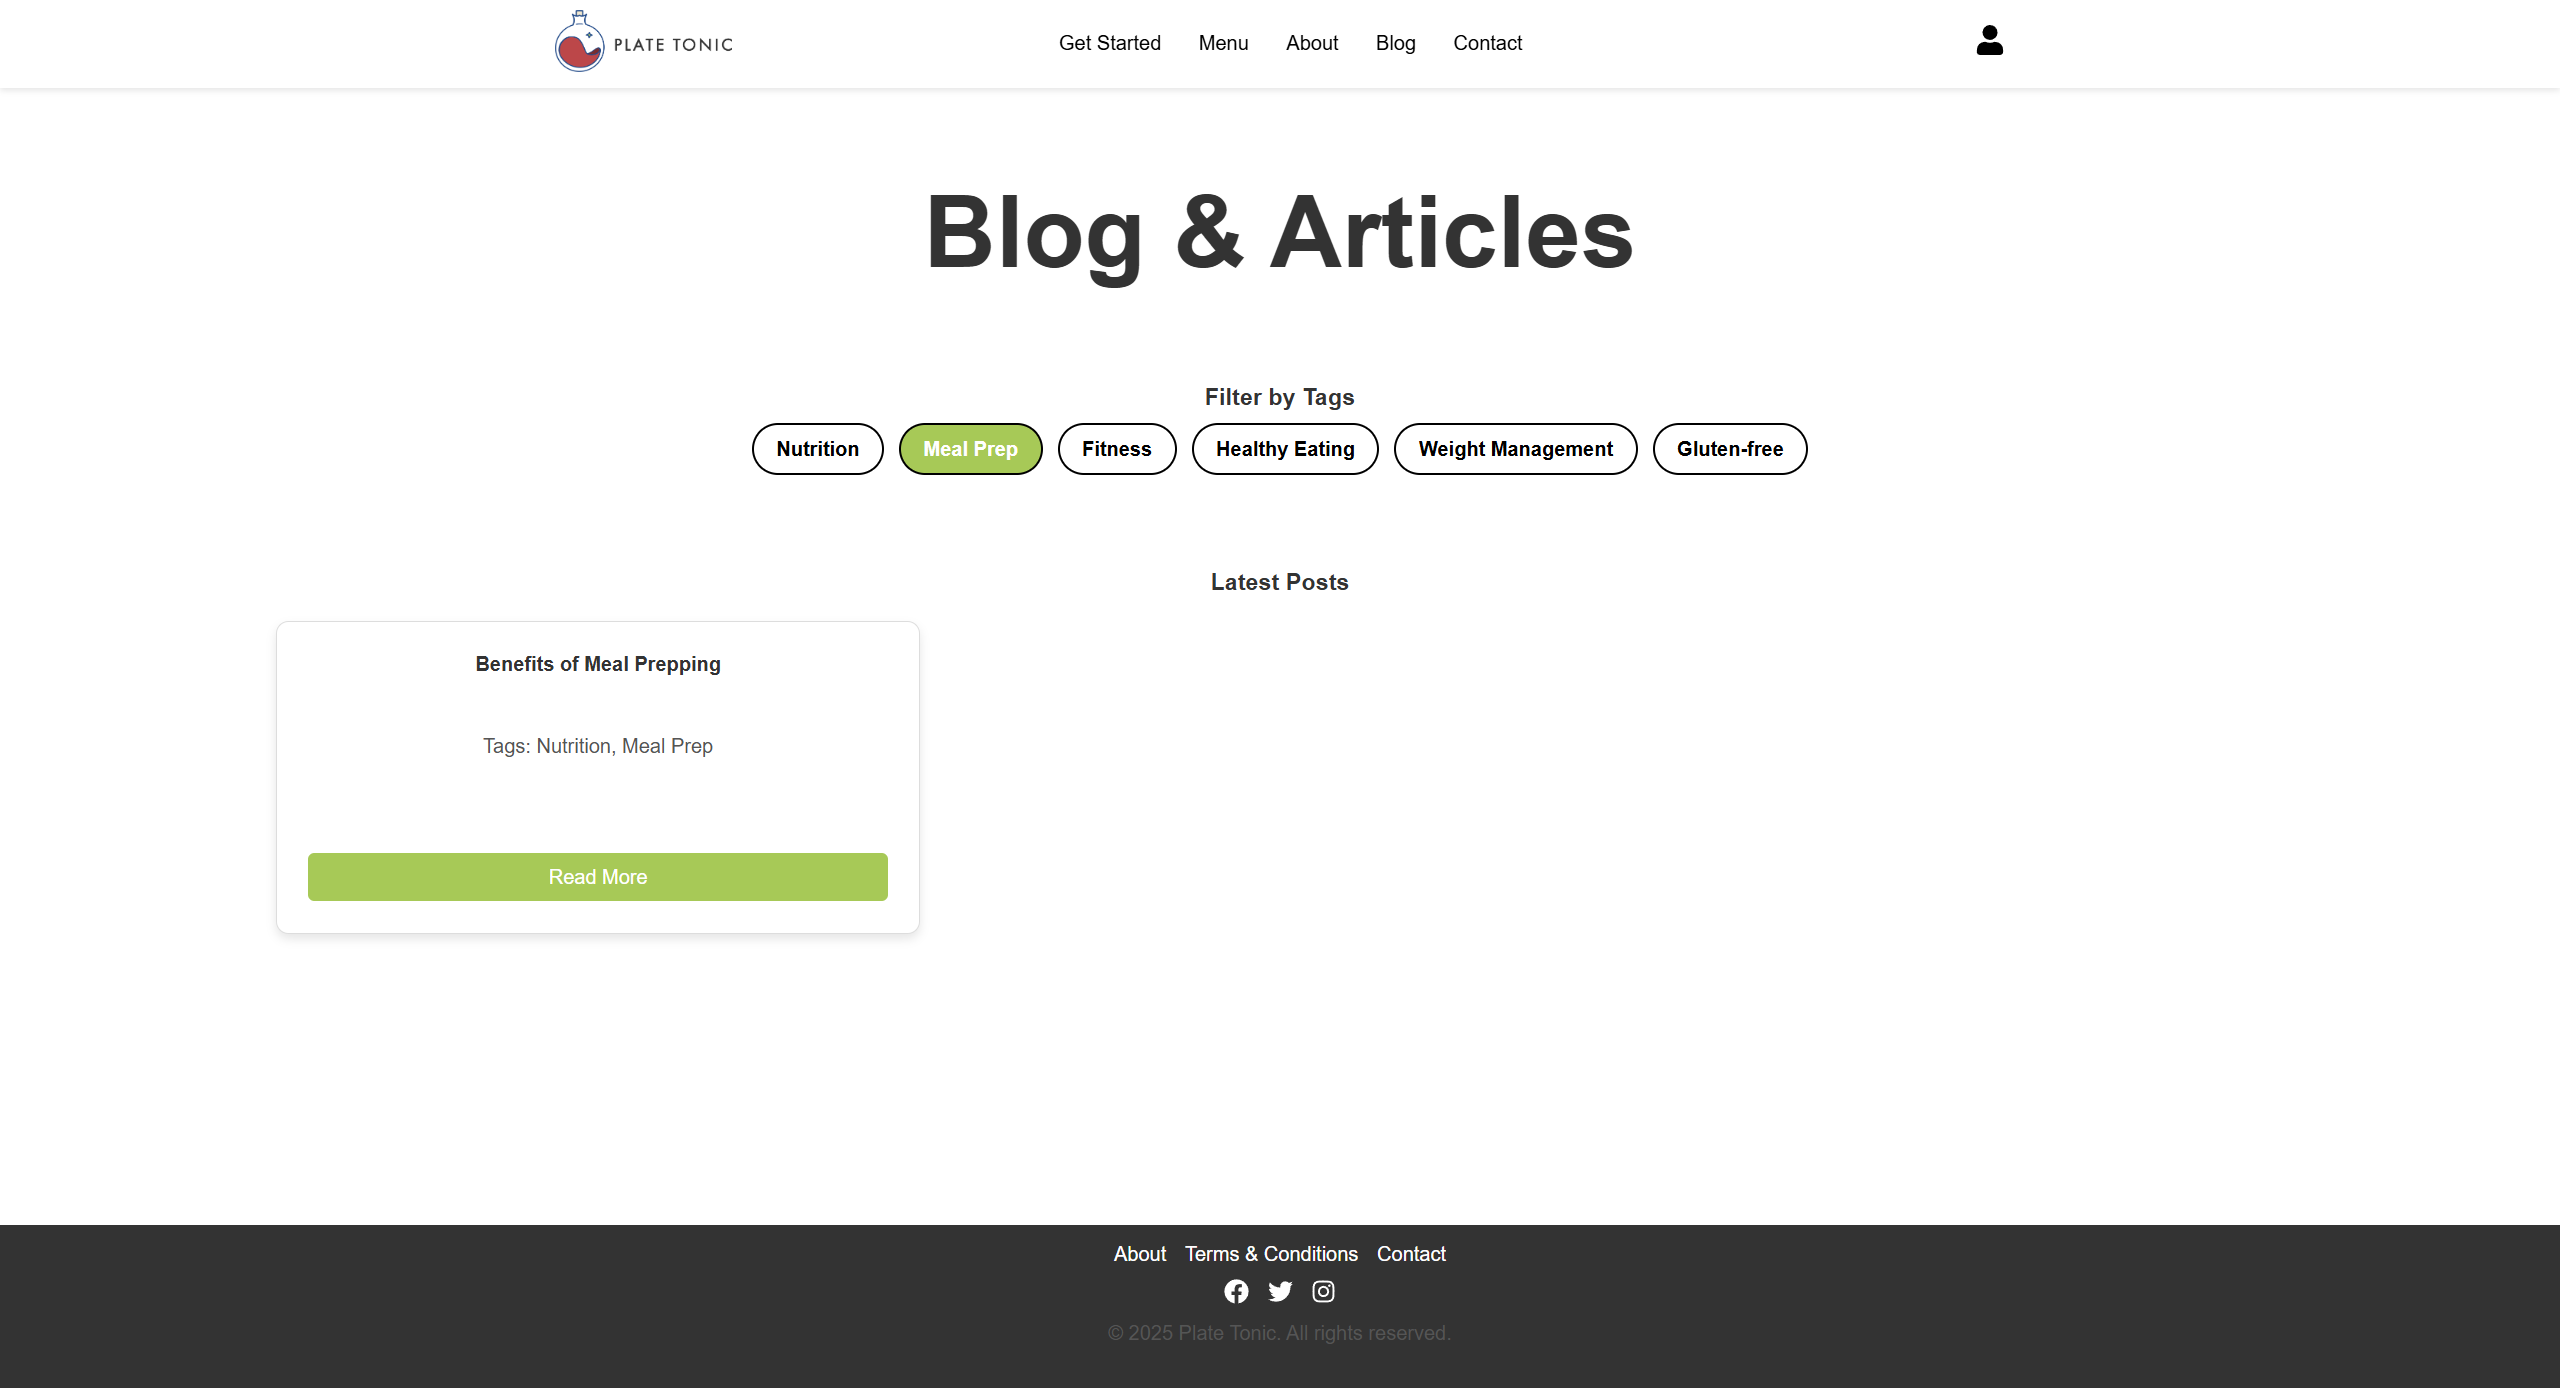 PLATE TONIC
Get Started Menu About Blog Contact
Blog & Articles
Filter by Tags
Nutrition Meal Prep Fitness Healthy Eating Weight Management Gluten-free
Latest Posts
Benefits of Meal Prepping
Tags: Nutrition, Meal Prep
Read More
About Terms & Conditions Contact
© 2025 Plate Tonic. All rights reserved.